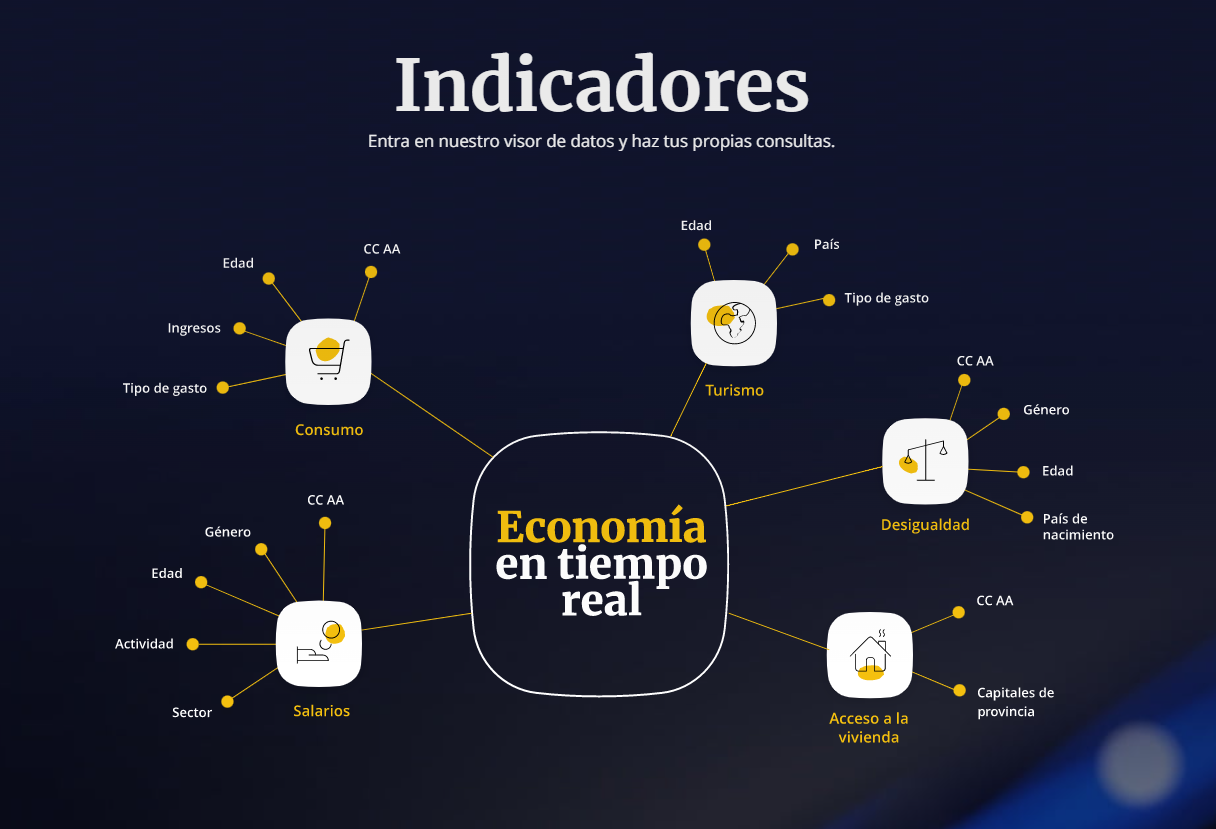 Indicadores
Entra en nuestro visor de datos y haz tus propias consultas.
Edad
CC AA
Ingresos
Tipo de gasto
Consumo
Edad
País
Tipo de gasto
Turismo
CC AA
Género
Edad
País de
nacimiento
Desigualdad
Economía
en tiempo
real
CC AA
Género
Edad
Actividad
Sector
Salarios
CC AA
Capitales de
provincia
Acceso a la
vivienda